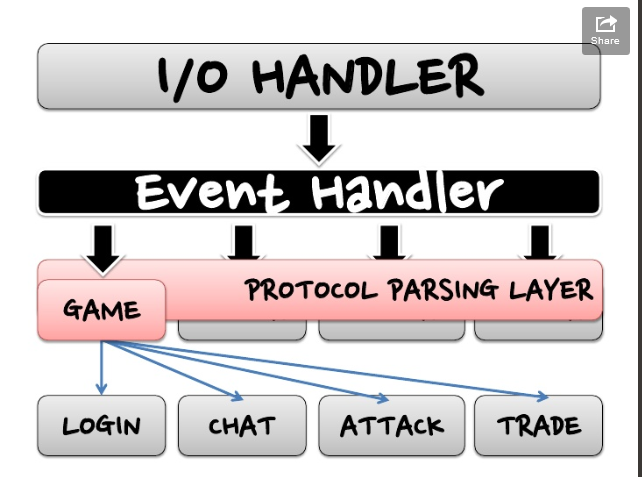 Share
I/O HANDLER
Event Handler
PROTOCOL PARSING LAYER
GAME
LOGIN
CHAT
ATTACK
TRADE